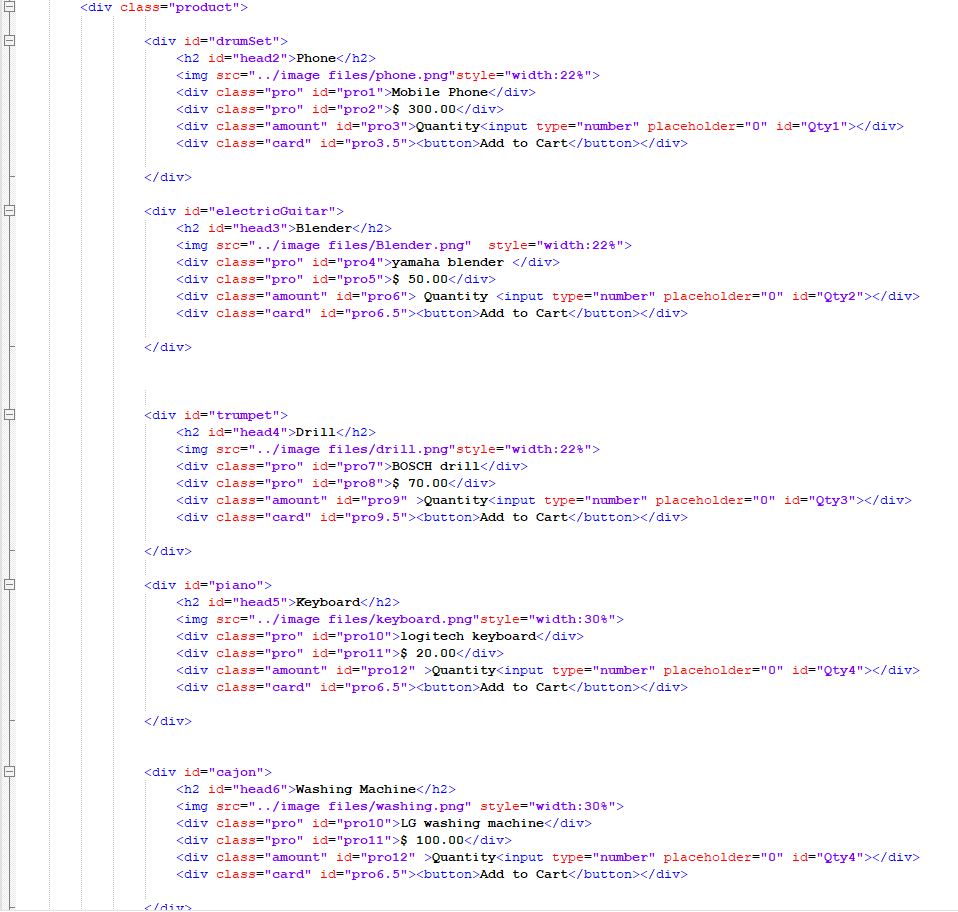 <div class="product">
<div id="drumSet">
<h2 id="head2">Phone</h2>
<img src="../image files/phone.png"style="width:22%">
<div class="pro" id="pro1">Mobile Phone</div>
<div class="pro" id="pro2">$ 300.00</div>
<div class="amount" id="pro3">Quantity<input type="number" placeholder="0" id="Qty1"></div>
<div class="card" id="pro3.5"><button>Add to Cart</button></div>
</div>
<div id="electricGuitar">
<h2 id="head3">Blender</h2>
<img src="../image files/Blender.png"  style="width:22%">
<div class="pro" id="pro4">yamaha blender </div>
<div class="pro" id="pro5">$ 50.00</div>
<div class="amount" id="pro6"> Quantity <input type="number" placeholder="0" id="Qty2"></div>
<div class="card" id="pro6.5"><button>Add to Cart</button></div>
</div>
<div id="trumpet">
<h2 id="head4">Drill</h2>
<img src="../image files/drill.png"style="width:22%">
<div class="pro" id="pro7">BOSCH drill</div>
<div class="pro" id="pro8">$ 70.00</div>
<div class="amount" id="pro9" >Quantity<input type="number" placeholder="0" id="Qty3"></div>
<div class="card" id="pro9.5"><button>Add to Cart</button></div>
</div>
<div id="piano">
<h2 id="head5">Keyboard</h2>
<img src="../image files/keyboard.png"style="width:30%">
<div class="pro" id="pro10">logitech keyboard</div>
<div class="pro" id="pro11">$ 20.00</div>
<div class="amount" id="pro12" >Quantity<input type="number" placeholder="0" id="Qty4"></div>
<div class="card" id="pro6.5"><button>Add to Cart</button></div>
</div>
<div id="cajon">
<h2 id="head6">Washing Machine</h2>
<img src="../image files/washing.png" style="width:30%">
<div class="pro" id="pro10">LG washing machine</div>
<div class="pro" id="pro11">$ 100.00</div>
<div class="amount" id="pro12" >Quantity<input type="number" placeholder="0" id="Qty4"></div>
<div class="card" id="pro6.5"><button>Add to Cart</button></div>
</div>